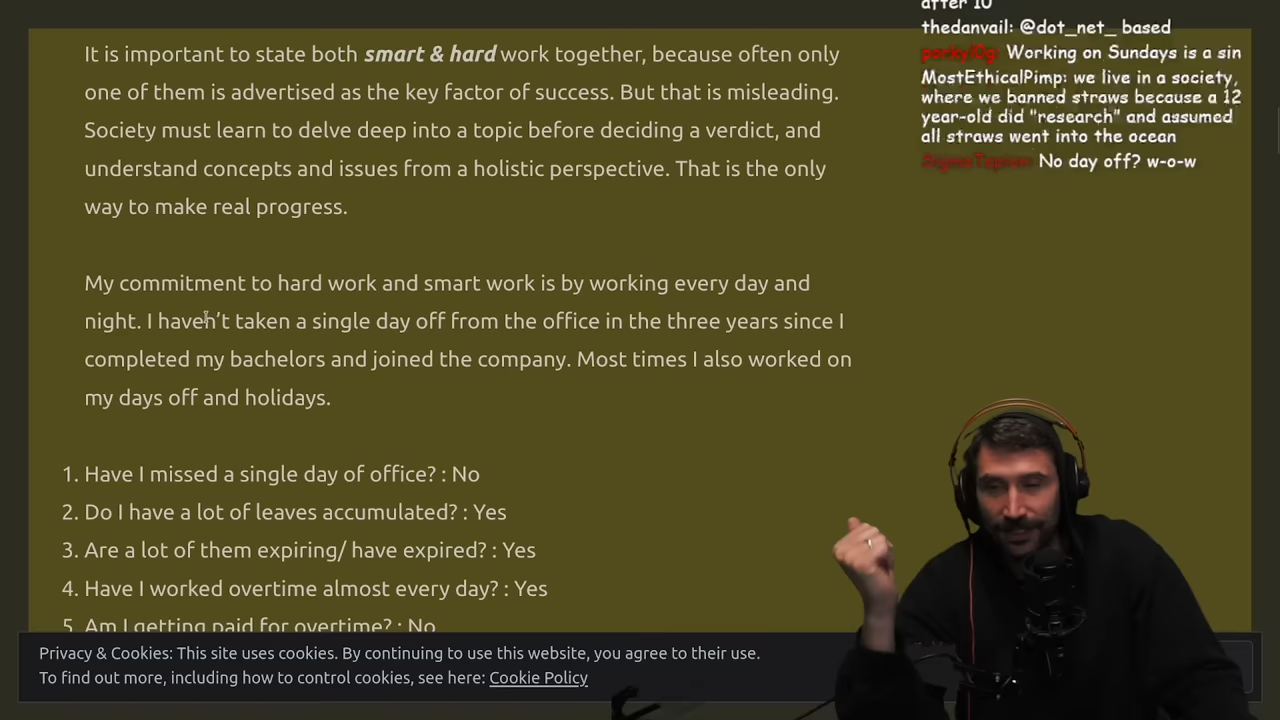 It is important to state both smart & hard work together, because often only
one of them is advertised as the key factor of success. But that is misleading.
Society must learn to delve deep into a topic before deciding a verdict, and
understand concepts and issues from a holistic perspective. That is the only
way to make real progress.
My commitment to hard work and smart work is by working every day and
night. I haven’t taken a single day off from the office in the three years since I
completed my bachelors and joined the company. Most times I also worked on
my days off and holidays.
1. Have I missed a single day of office? : No
2. Do I have a lot of leaves accumulated? : Yes
3. Are a lot of them expiring/ have expired? : Yes
4. Have I worked overtime almost every day? : Yes
5. Am I getting paid for overtime? : No
Privacy & Cookies: This site uses cookies. By continuing to use this website, you agree to their use.
To find out more, including how to control cookies, see here: Cookie Policy
after 10
thedanvail: @dot_net_ based
Working on Sundays is a sin
MostEthicalPimp: we live in a society,
where we banned straws because a 12
year-old did "research" and assumed
all straws went into the ocean
No day off? w-o-w